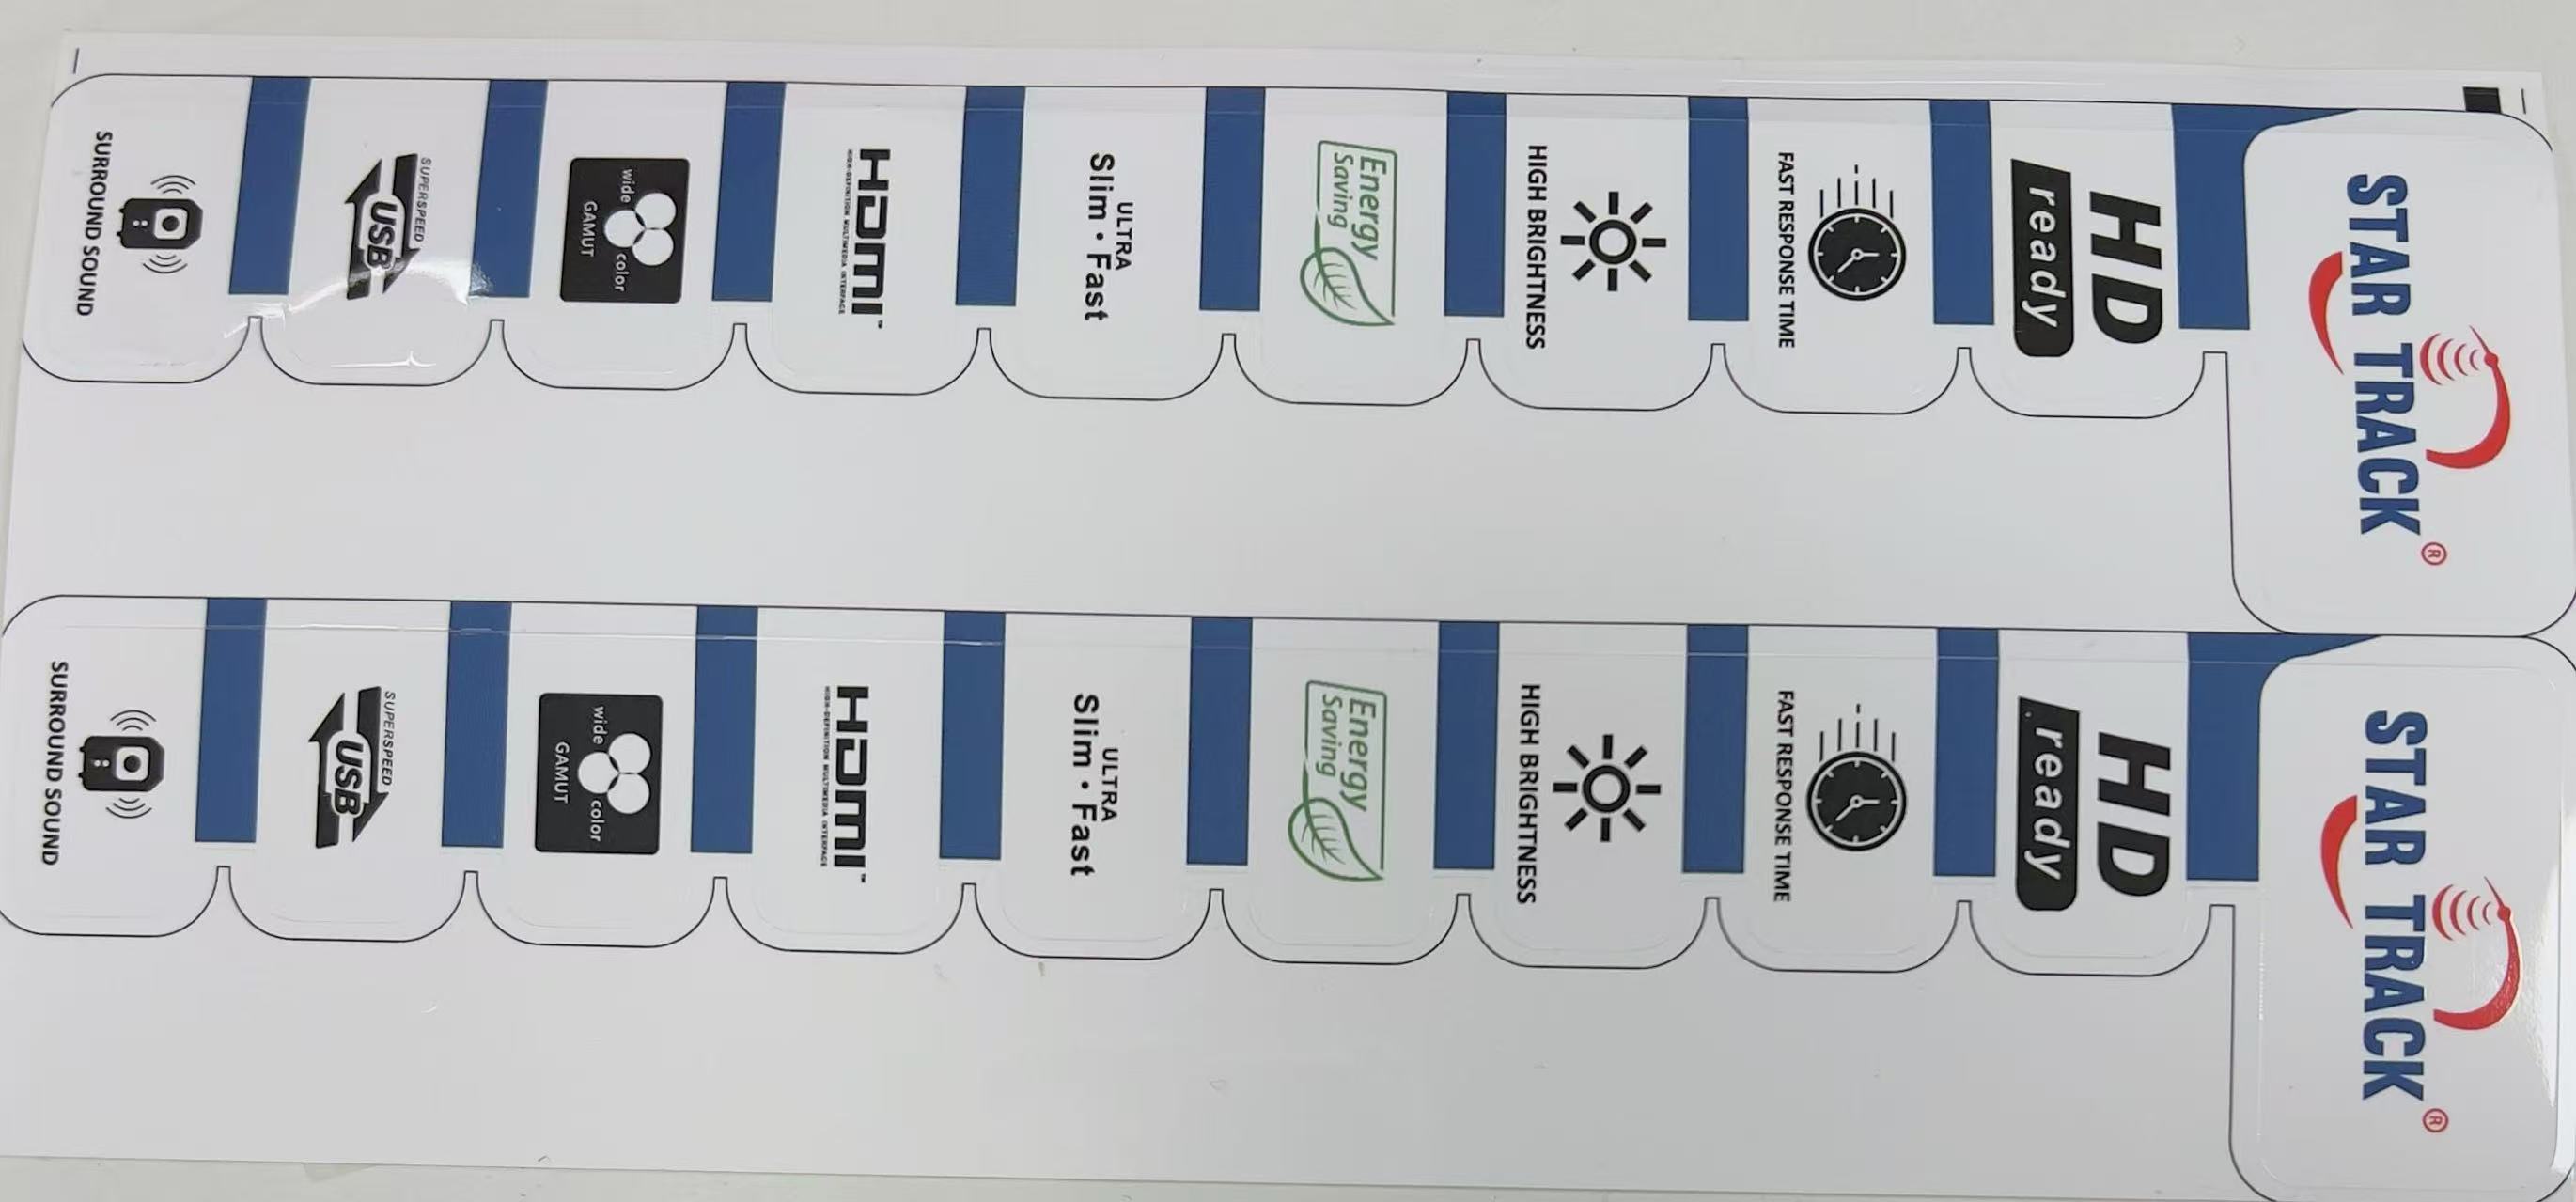 STAR TRACK ®
HD
ready
FAST RESPONSE TIME
HIGH BRIGHTNESS
Energy
Saving
ULTRA
Slim • Fast
HDMI™
HIGH-DEFINITION MULTIMEDIA INTERFACE
wide color
GAMUT
SUPERSPEED
USB
SURROUND SOUND
STAR TRACK ®
HD
ready
FAST RESPONSE TIME
HIGH BRIGHTNESS
Energy
Saving
ULTRA
Slim • Fast
HDMI™
HIGH-DEFINITION MULTIMEDIA INTERFACE
wide color
GAMUT
SUPERSPEED
USB
SURROUND SOUND